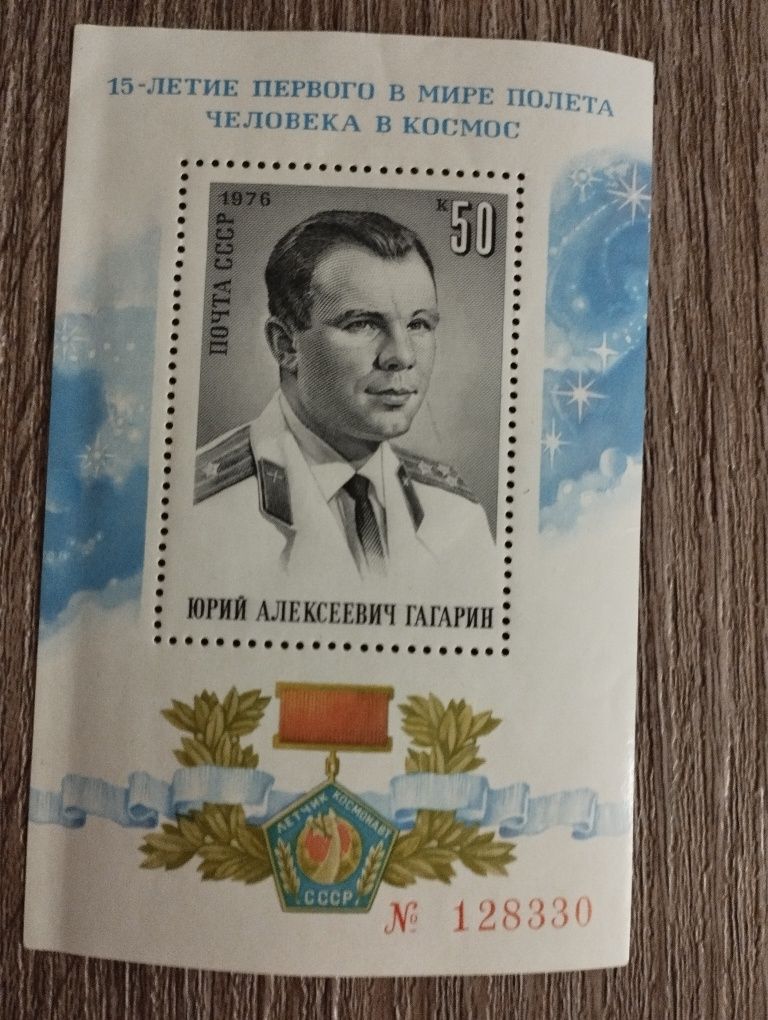 15-ЛЕТИЕ ПЕРВОГО В МИРЕ ПОЛЕТА
ЧЕЛОВЕКА В КОСМОС
1976
К 50
ПОЧТА СССР
ЮРИЙ АЛЕКСЕЕВИЧ ГАГАРИН
ЛЕТЧИК КОСМОНАВТ
СССР
№ 128330